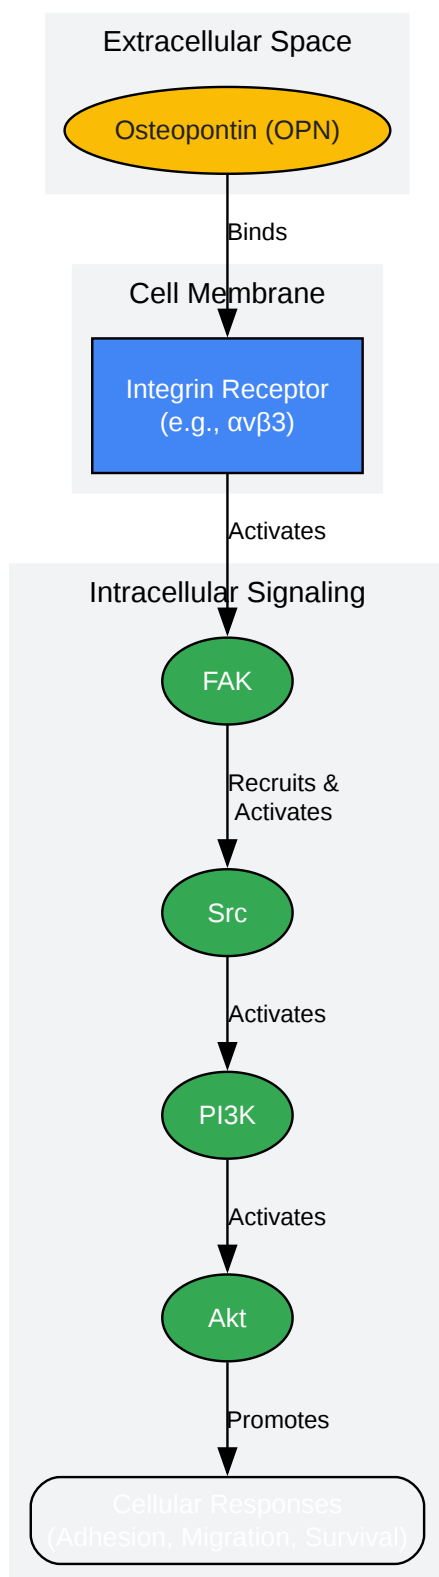 Extracellular Space
Osteopontin (OPN)
Binds
Cell Membrane
Integrin Receptor
(e.g., αvβ3)
Activates
Intracellular Signaling
FAK
Recruits &
Activates
Src
Activates
PI3K
Activates
Akt
Promotes
Cellular Responses
(Adhesion, Migration, Survival)